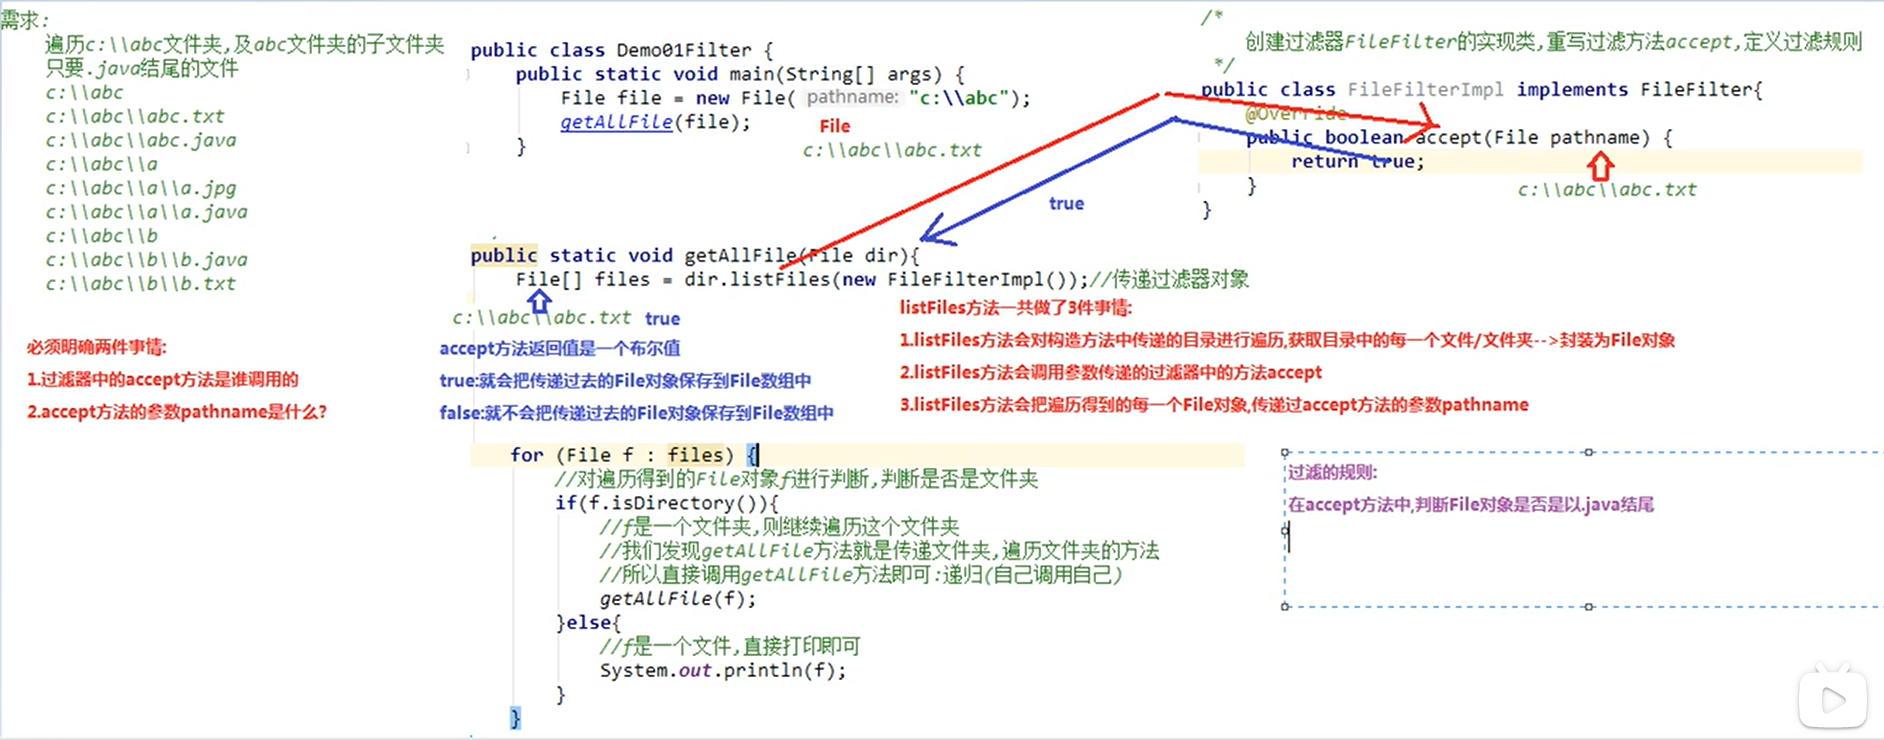 需求:
遍历c:\\abc文件夹,及abc文件夹的子文件夹
只要.java结尾的文件
c:\\abc
c:\\abc\\abc.txt
c:\\abc\\abc.java
c:\\abc\\a
c:\\abc\\a\\a.jpg
c:\\abc\\a\\a.java
c:\\abc\\b
c:\\abc\\b\\b.java
c:\\abc\\b\\b.txt
必须明确两件事情:
1.过滤器中的accept方法是谁调用的
2.accept方法的参数pathname是什么?
public class Demo01Filter {
public static void main(String[] args) {
File file = new File( pathname: "c:\\abc");
getAllFile(file);
File
}
c:\\abc\\abc.txt
/*
创建过滤器FileFilter的实现类,重写过滤方法accept,定义过滤规则
*/
public class FileFilterImpl implements FileFilter{
@Override
public boolean accept(File pathname) {
return true;
}
c:\\abc\\abc.txt
}
true
public static void getAllFile(File dir){
File[] files = dir.listFiles(new FileFilterImpl());//传递过滤器对象
c:\\abc\\abc.txt true
accept方法返回值是一个布尔值
true:就会把传递过去的File对象保存到File数组中
false:就不会把传递过去的File对象保存到File数组中
listFiles方法一共做了3件事情:
1.listFiles方法会对构造方法中传递的目录进行遍历,获取目录中的每一个文件/文件夹-->封装为File对象
2.listFiles方法会调用参数传递的过滤器中的方法accept
3.listFiles方法会把遍历得到的每一个File对象,传递过accept方法的参数pathname
for (File f : files) {
//对遍历得到的File对象f进行判断,判断是否是文件夹
if(f.isDirectory()){
//f是一个文件夹,则继续遍历这个文件夹
//我们发现getAllFile方法就是传递文件夹,遍历文件夹的方法
//所以直接调用getAllFile方法即可:递归(自己调用自己)
getAllFile(f);
}else{
//f是一个文件,直接打印即可
System.out.println(f);
}
}
过滤的规则:
在accept方法中,判断File对象是否是以.java结尾